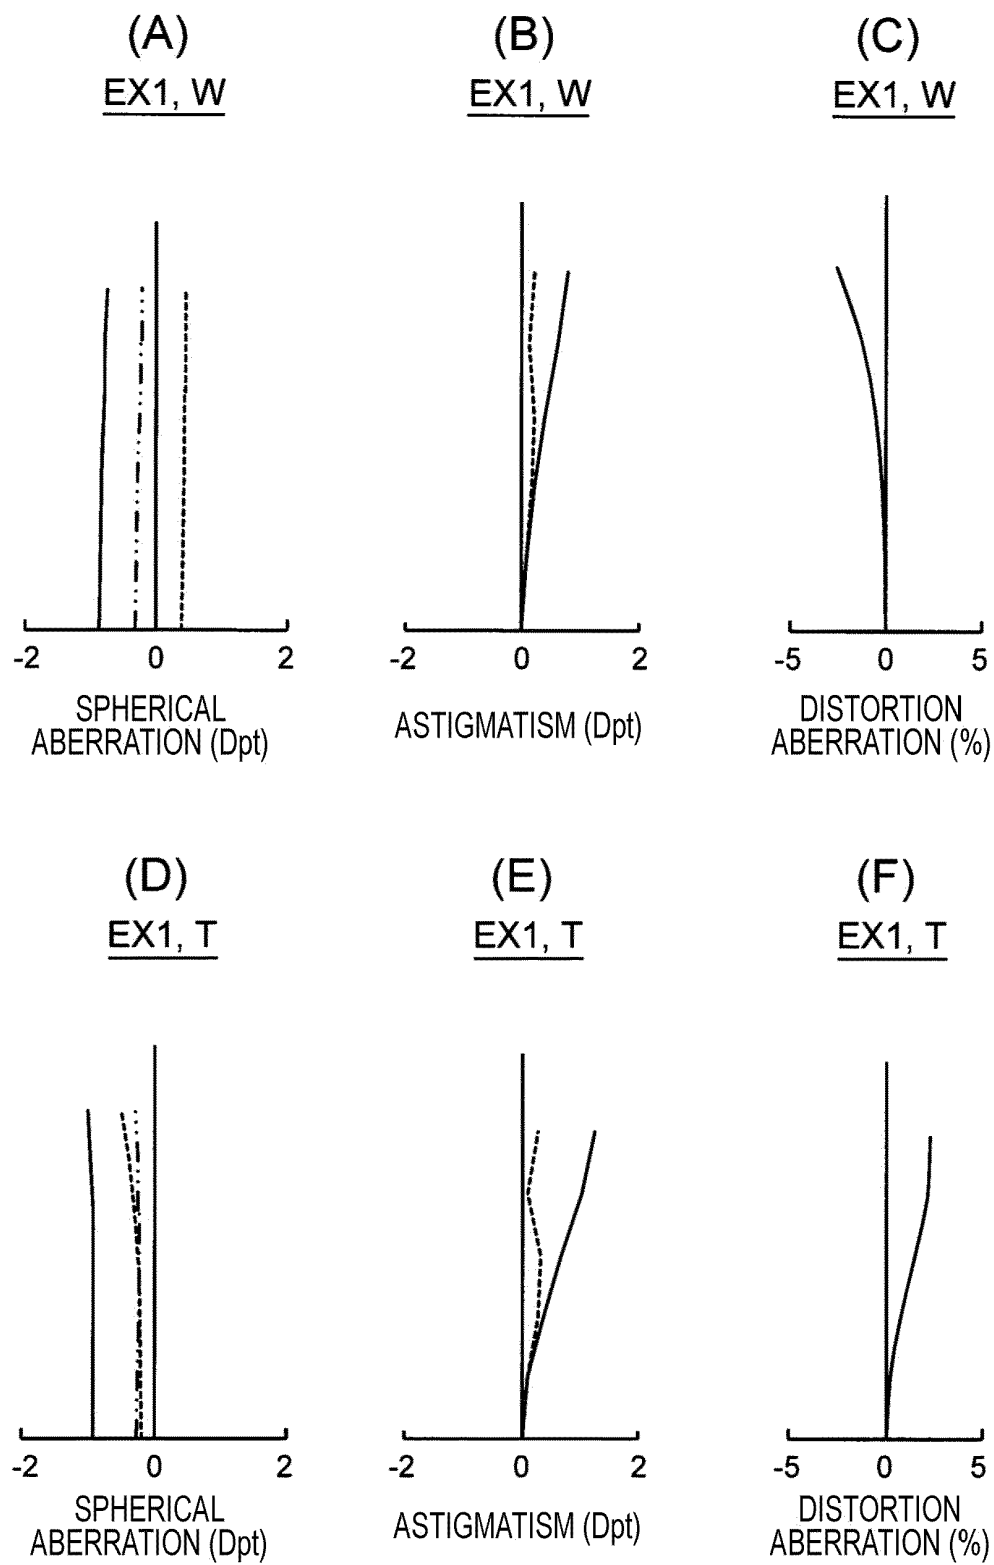 (A)
EX1, W
-2 0 2
SPHERICAL
ABERRATION (Dpt)
(B)
EX1, W
-2 0 2
ASTIGMATISM (Dpt)
(C)
EX1, W
-5 0 5
DISTORTION
ABERRATION (%)
(D)
EX1, T
-2 0 2
SPHERICAL
ABERRATION (Dpt)
(E)
EX1, T
-2 0 2
ASTIGMATISM (Dpt)
(F)
EX1, T
-5 0 5
DISTORTION
ABERRATION (%)